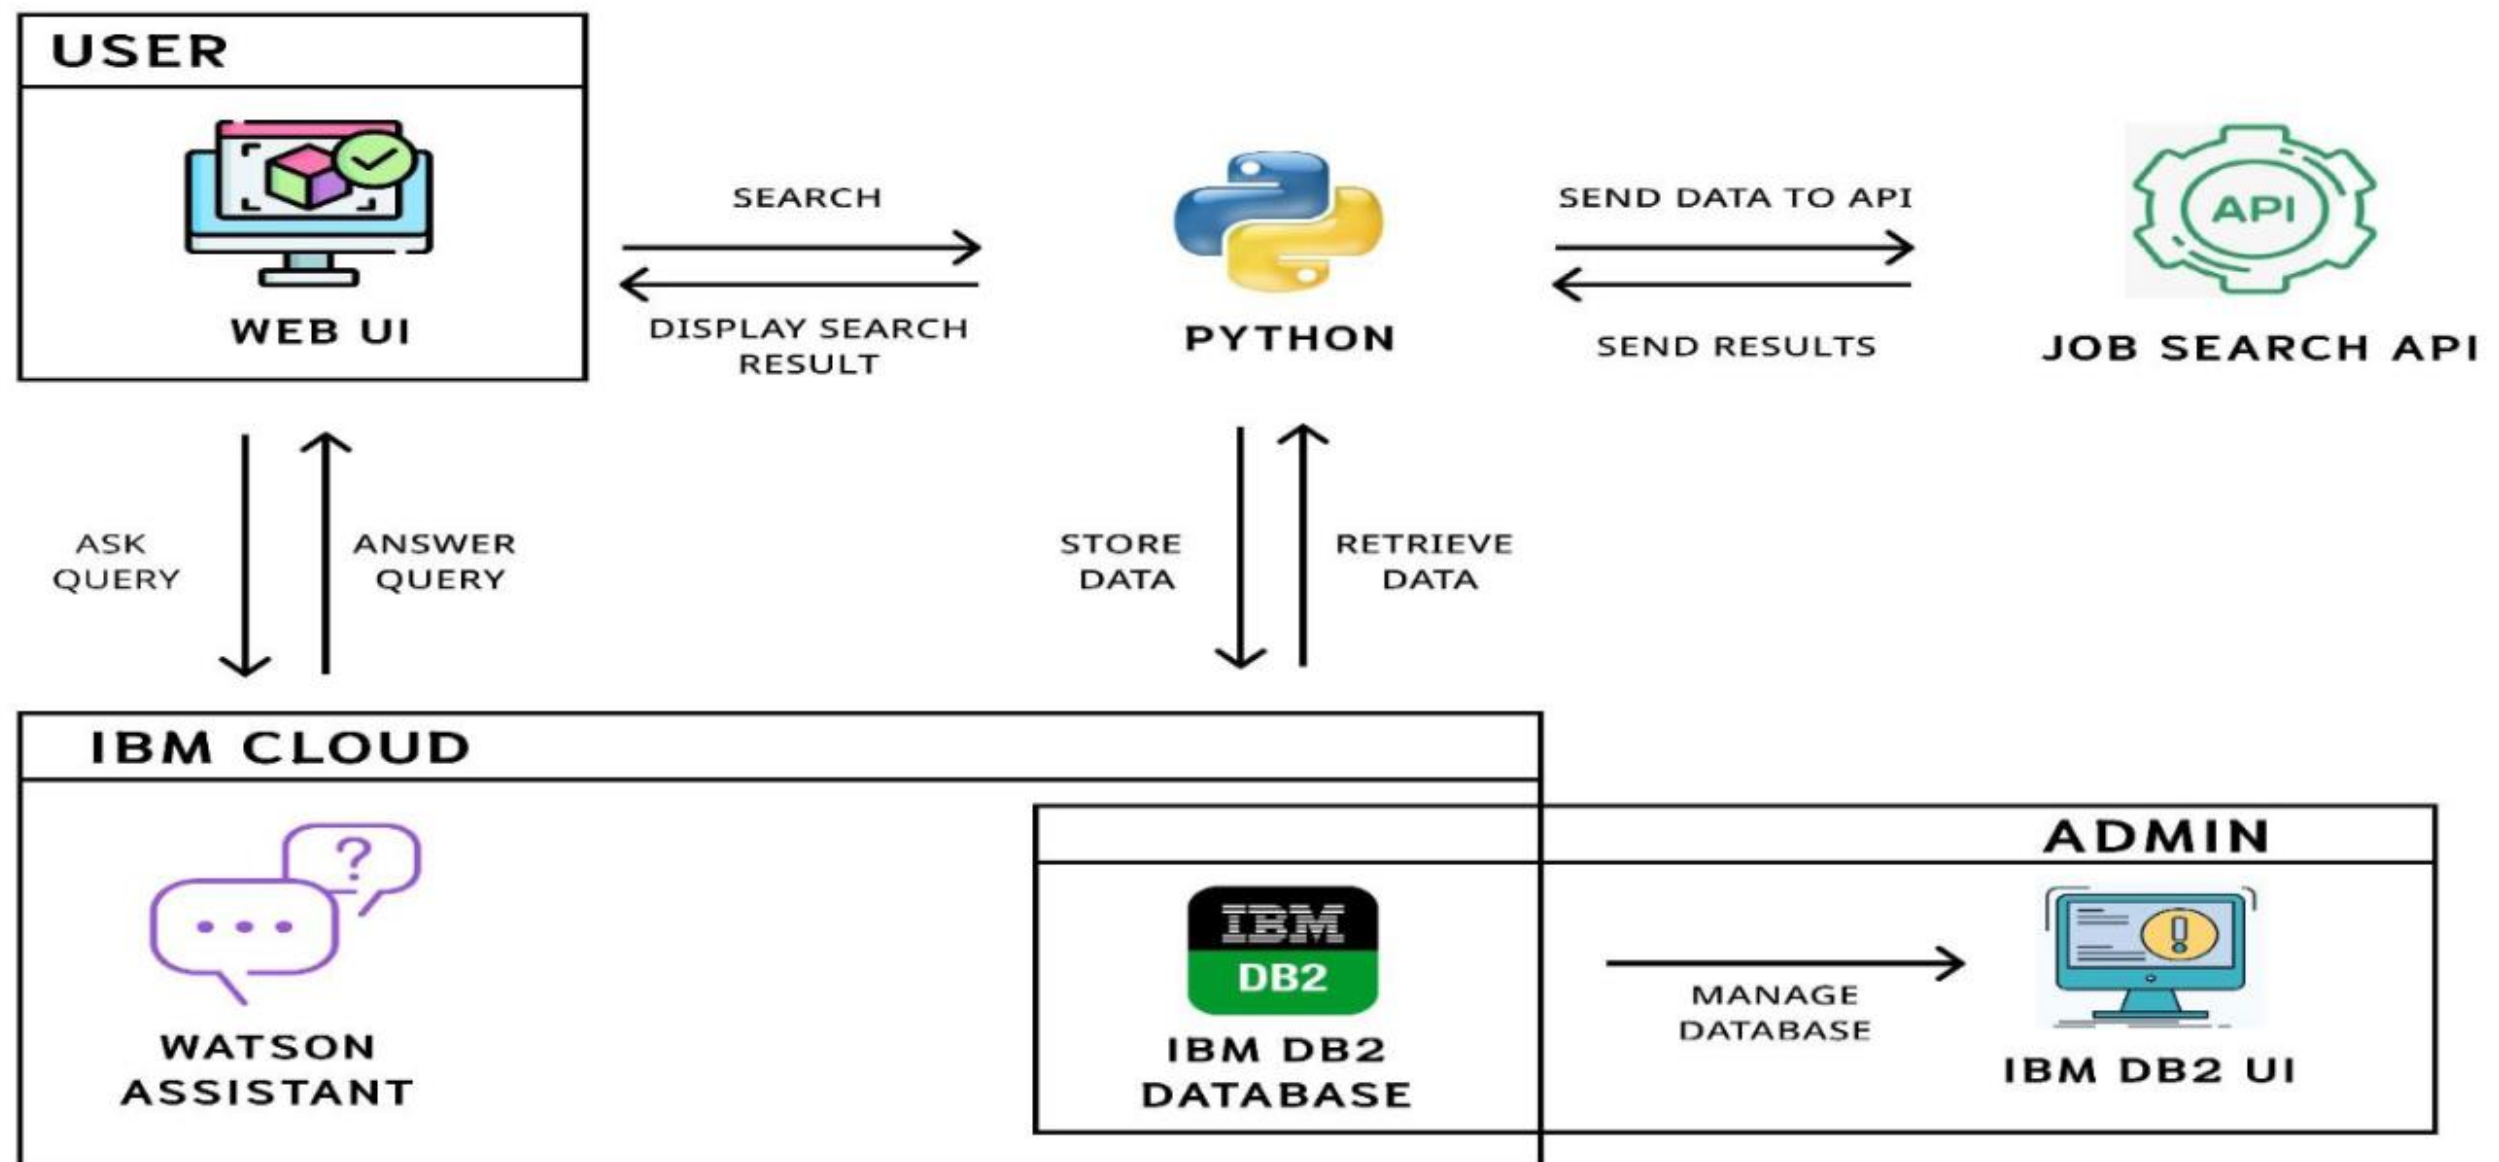 USER
WEB UI
SEARCH
DISPLAY SEARCH
RESULT
PYTHON
SEND DATA TO API
SEND RESULTS
API
JOB SEARCH API
ASK
QUERY
ANSWER
QUERY
STORE
DATA
RETRIEVE
DATA
IBM CLOUD
?
WATSON
ASSISTANT
IBM
DB2
IBM DB2
DATABASE
MANAGE
DATABASE
ADMIN
!
IBM DB2 UI